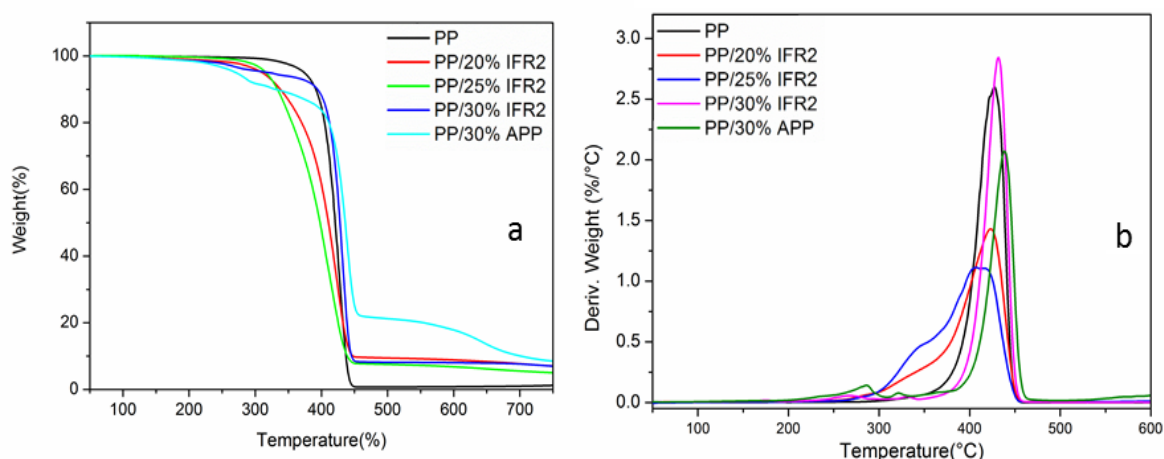 PP
PP/20% IFR2
PP/25% IFR2
PP/30% IFR2
PP/30% APP
a
Weight(%)
100
80
60
40
20
0
100 200 300 400 500 600 700
Temperature(%)
PP
PP/20% IFR2
PP/25% IFR2
PP/30% IFR2
PP/30% APP
b
Deriv. Weight (%/°C)
3.0
2.5
2.0
1.5
1.0
0.5
0.0
100 200 300 400 500 600
Temperature(°C)